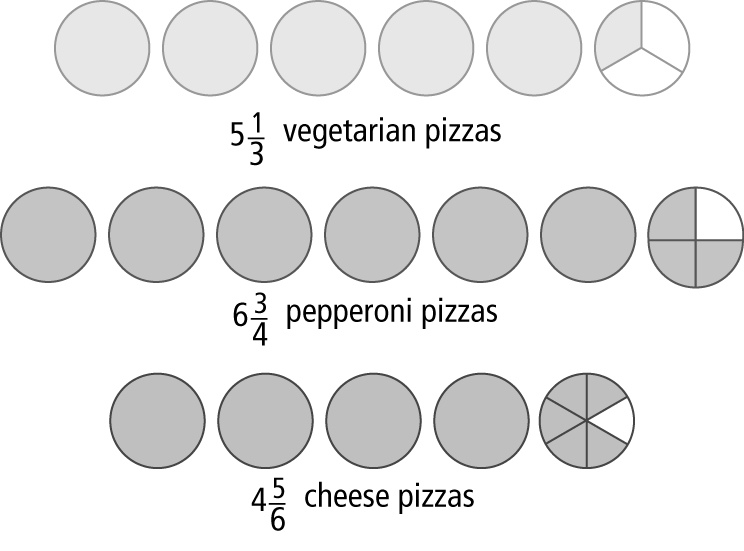 5 1/3 vegetarian pizzas
6 3/4 pepperoni pizzas
4 5/6 cheese pizzas